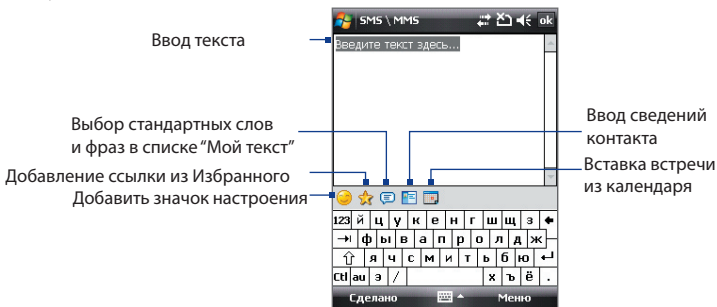 SMS \ MMS ok
Ввод текста
Введите текст здесь...
Выбор стандартных слов
и фраз в списке “Мой текст”
Ввод сведений
контакта
Добавление ссылки из Избранного
Вставка встречи
из календаря
Добавить значок настроения
123 й ц у к е н г ш щ з
ф ы в а п р о л д ж
я ч с м и т ь б ю
Ctl au э / х ъ ё .
Сделано Меню